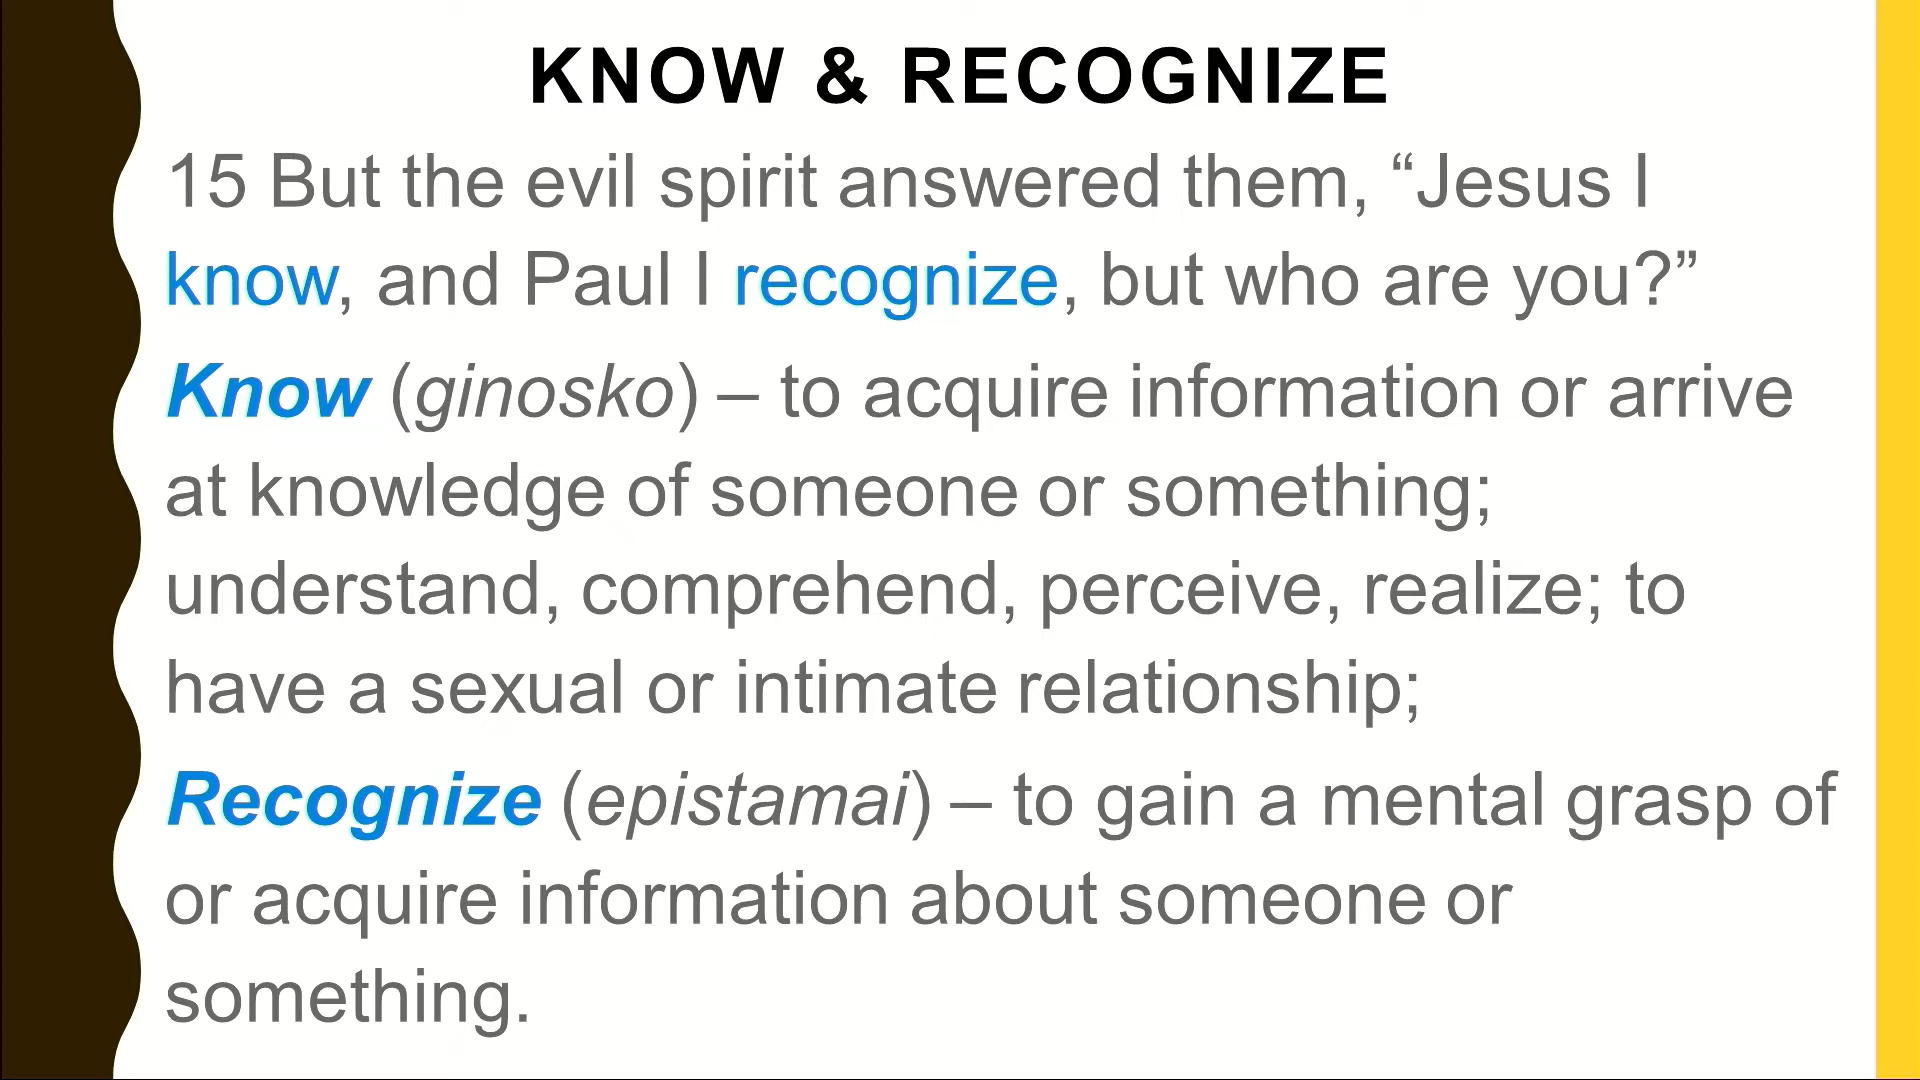 KNOW & RECOGNIZE
15 But the evil spirit answered them, “Jesus I
know, and Paul I recognize, but who are you?”
Know (ginosko) – to acquire information or arrive
at knowledge of someone or something;
understand, comprehend, perceive, realize; to
have a sexual or intimate relationship;
Recognize (epistamai) – to gain a mental grasp of
or acquire information about someone or
something.